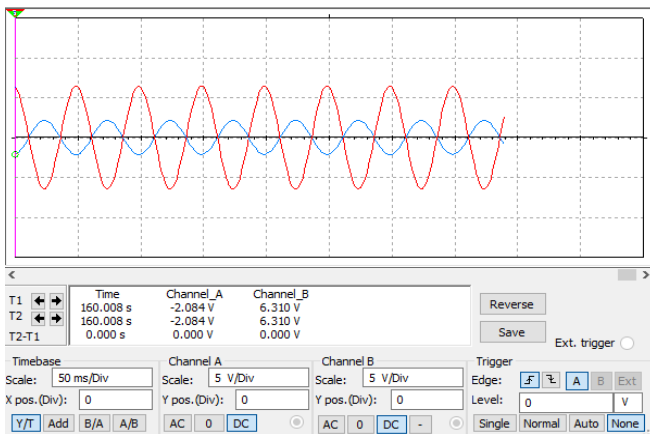 Time Channel_A Channel_B
T1 160.008 s -2.084 V 6.310 V
T2 160.008 s -2.084 V 6.310 V
T2-T1 0.000 s 0.000 V 0.000 V
Reverse
Save
Ext. trigger
Timebase
Scale: 50 ms/Div
X pos.(Div): 0
Y/T Add B/A A/B
Channel A
Scale: 5 V/Div
Y pos.(Div): 0
AC 0 DC
Channel B
Scale: 5 V/Div
Y pos.(Div): 0
AC 0 DC -
Trigger
Edge: A B Ext
Level: 0 V
Single Normal Auto None